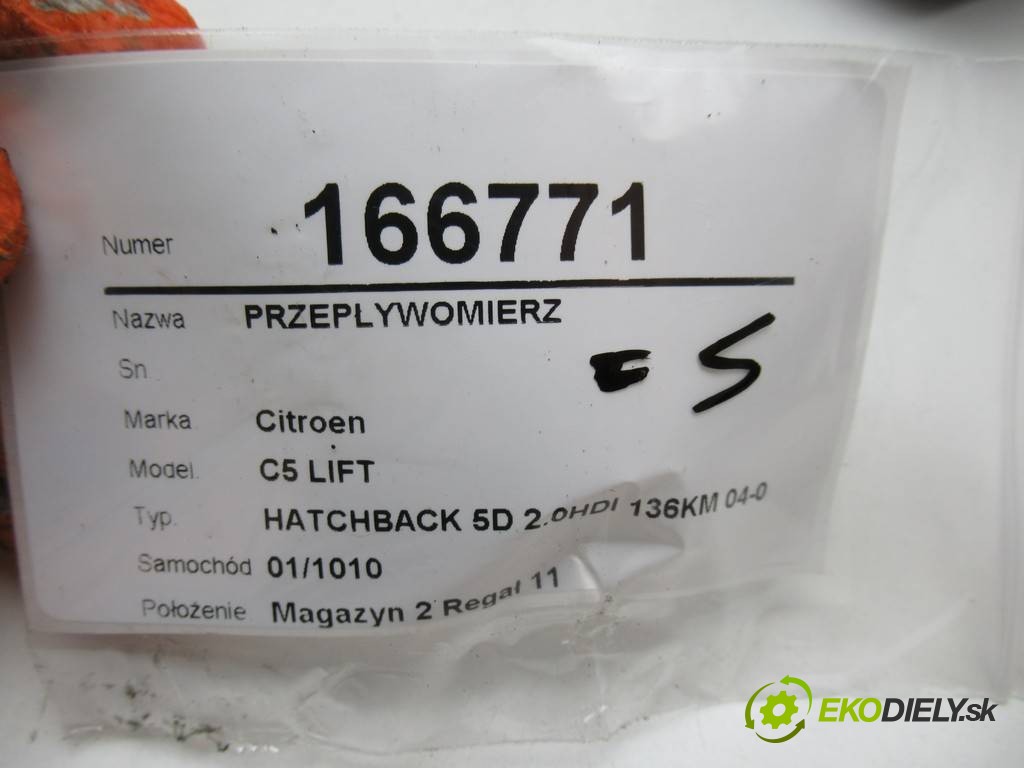 Numer 166771
Nazwa PRZEPŁYWOMIERZ
Sn
Marka Citroen
Model. C5 LIFT
Typ. HATCHBACK 5D 2.0HDI 136KM 04-0
Samochód 01/1010
Położenie Magazyn 2 Regał 11
EKODIELY.sk